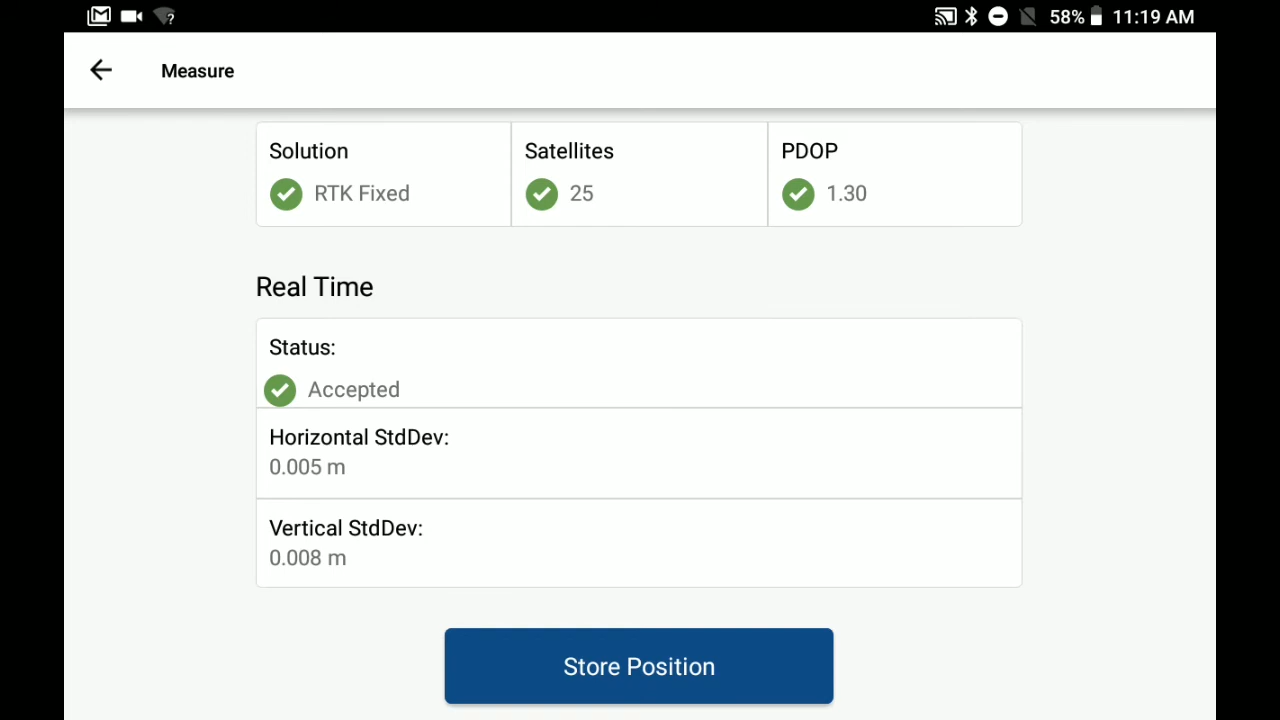 58% 11:19 AM
Measure
Solution Satellites PDOP
RTK Fixed 25 1.30
Real Time
Status:
Accepted
Horizontal StdDev:
0.005 m
Vertical StdDev:
0.008 m
Store Position